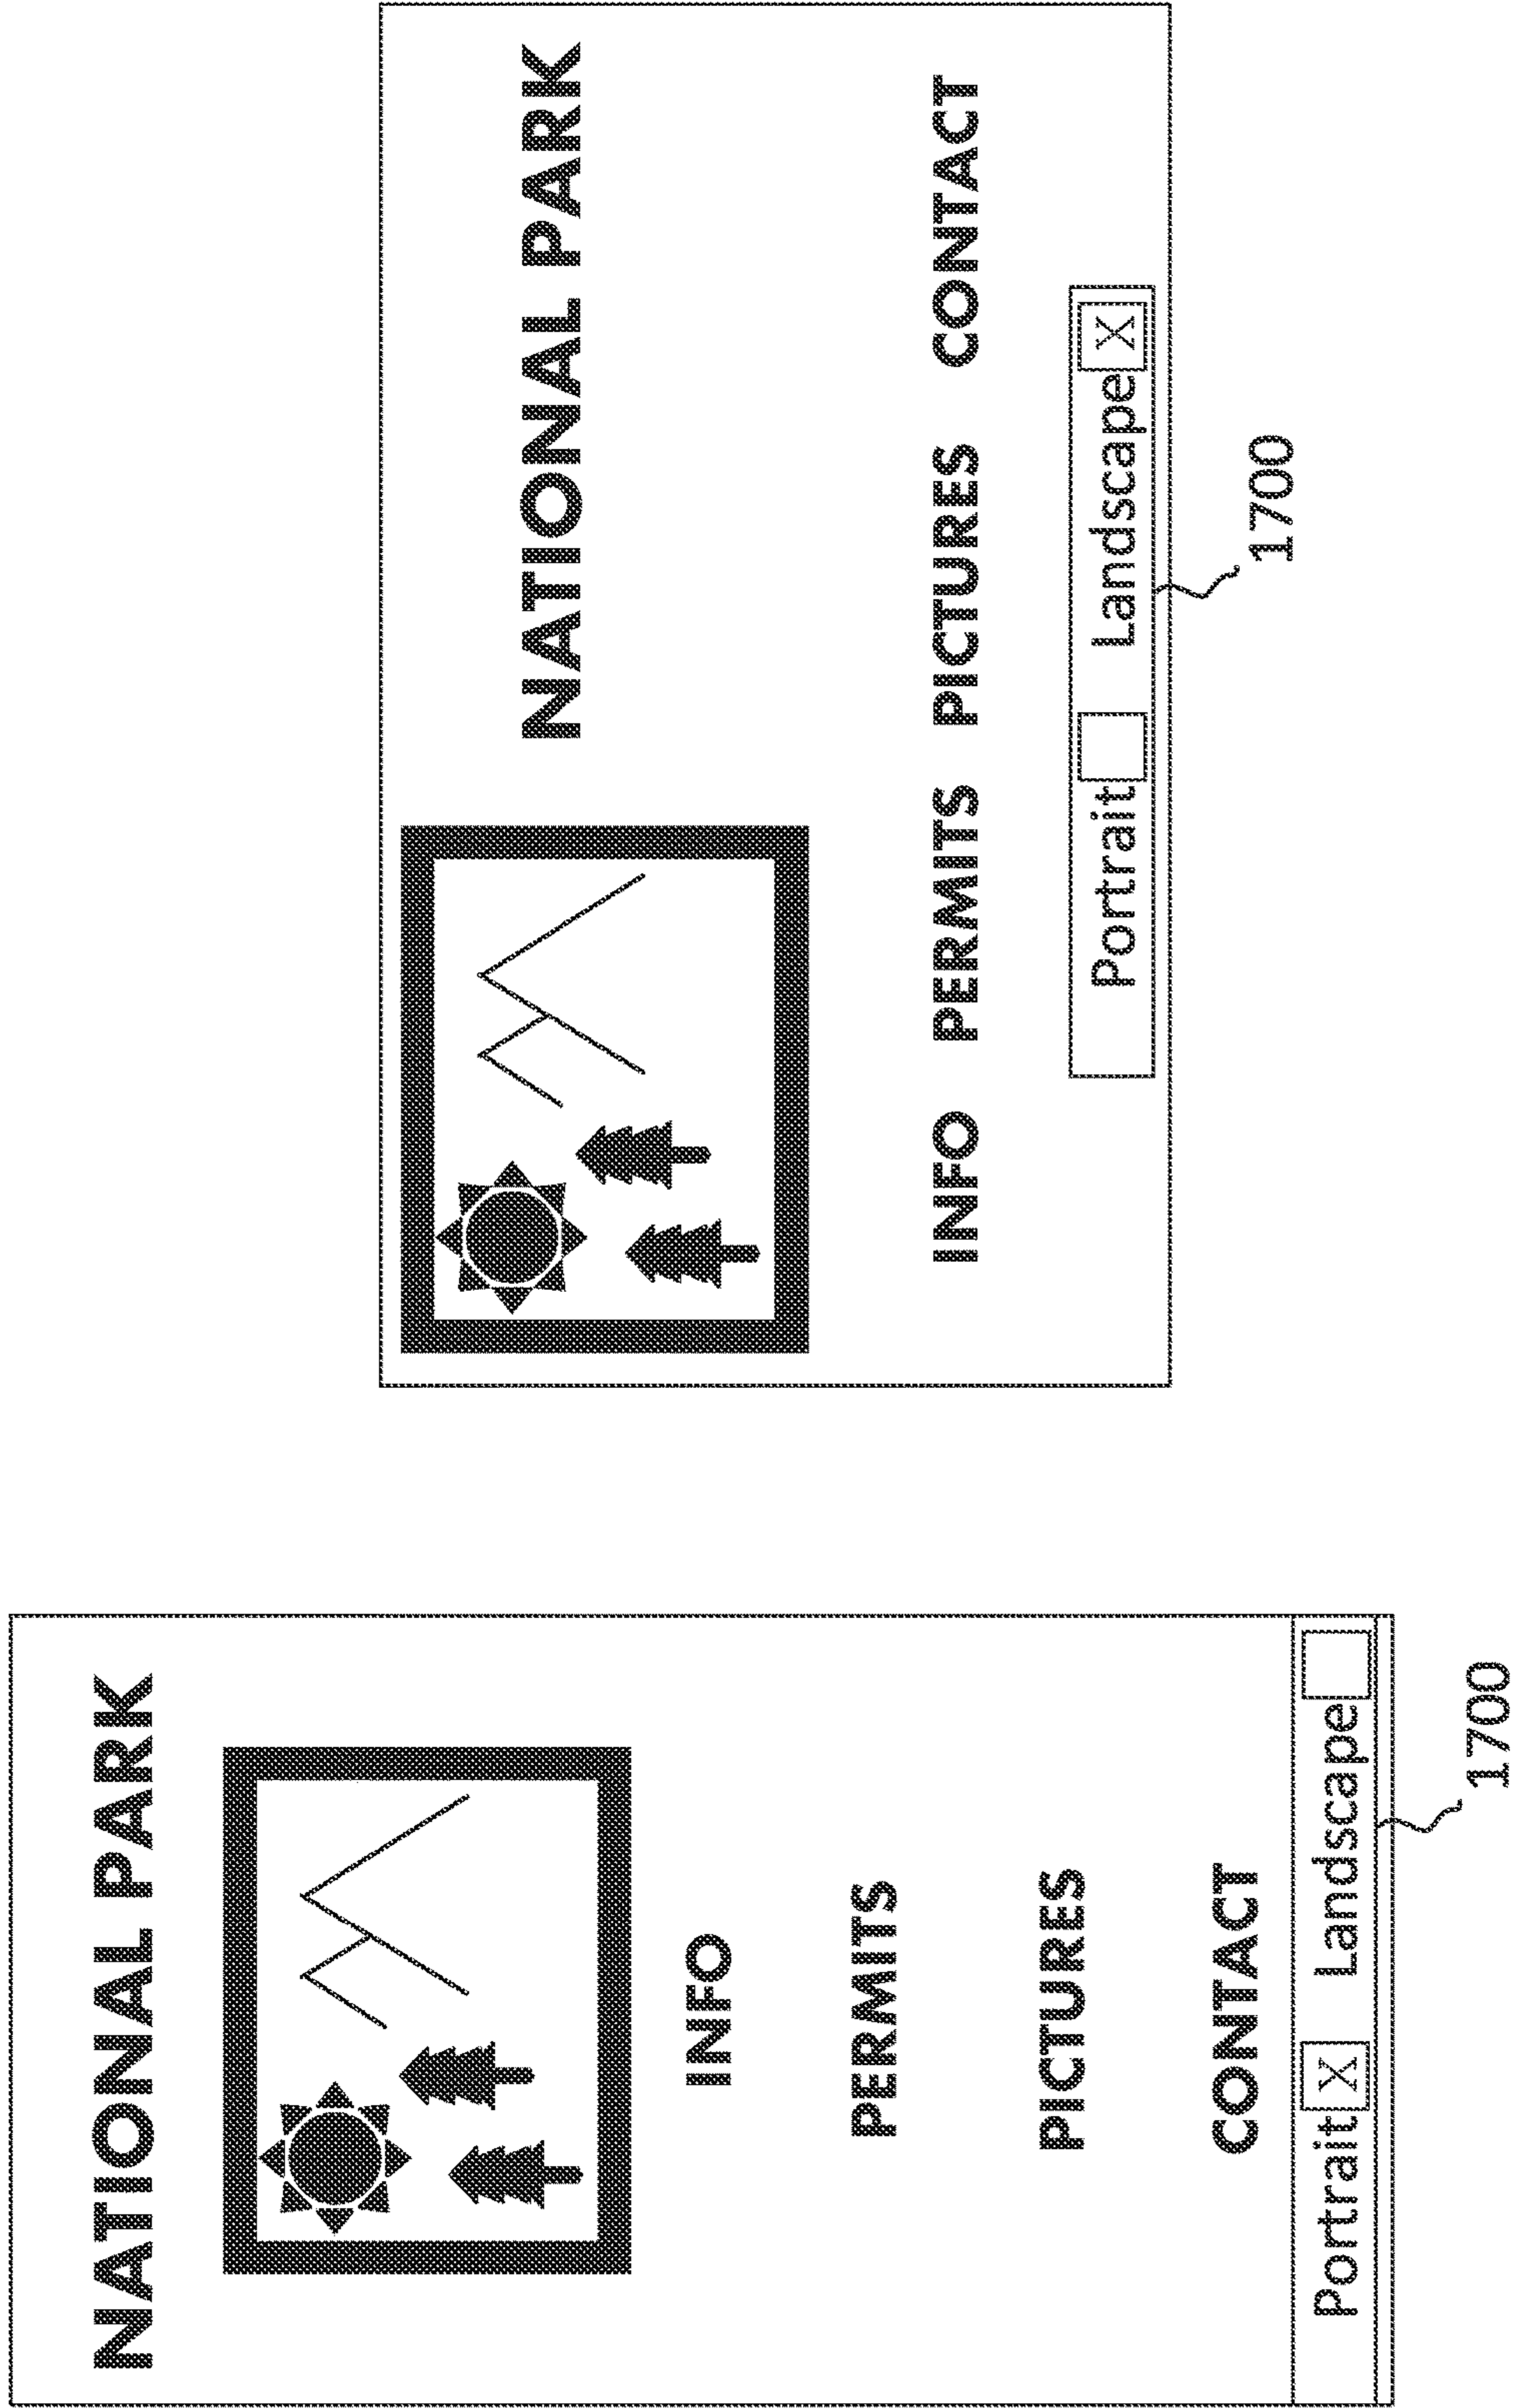 NATIONAL PARK
INFO
PERMITS
PICTURES
CONTACT
Portrait X Landscape
1700
NATIONAL PARK
INFO PERMITS PICTURES CONTACT
Portrait Landscape X
1700